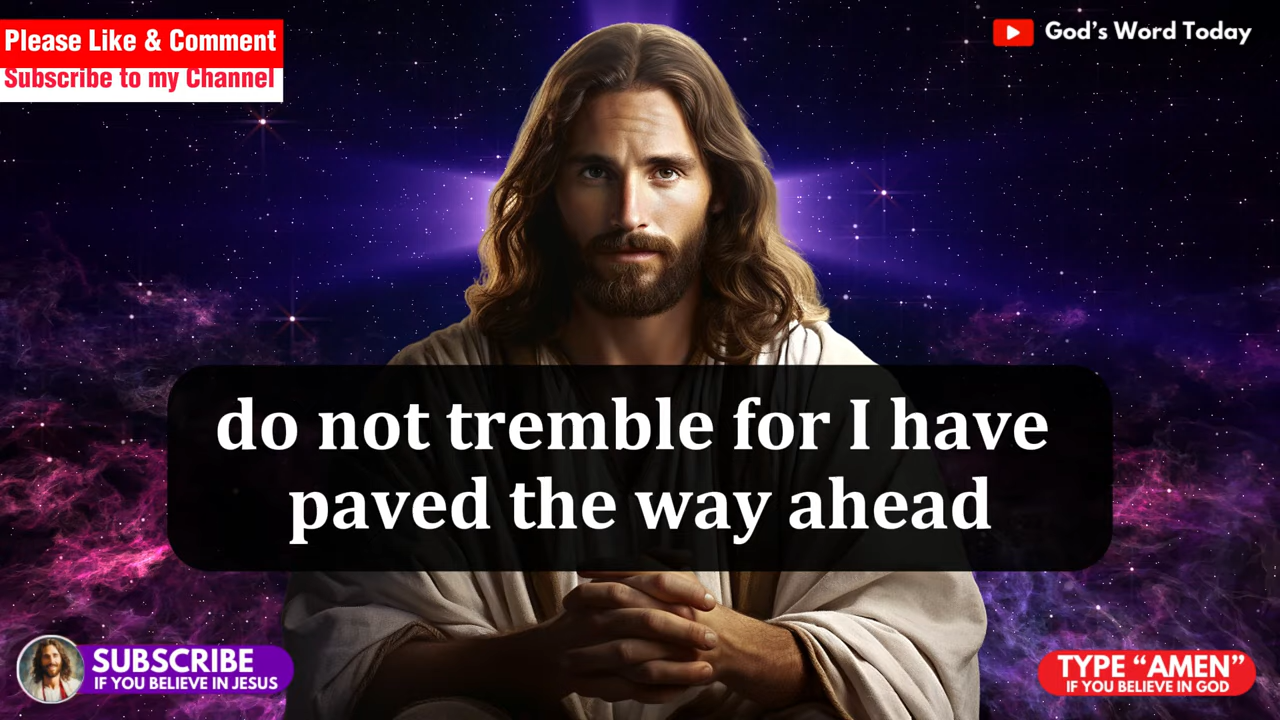 Please Like & Comment
Subscribe to my Channel
God's Word Today
do not tremble for I have
paved the way ahead
SUBSCRIBE
IF YOU BELIEVE IN JESUS
TYPE “AMEN”
IF YOU BELIEVE IN GOD